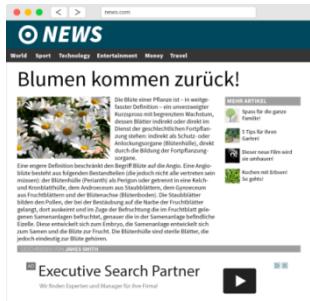 news.com
NEWS
World Sport Technology Entertainment Money Travel
Blumen kommen zurück!
Die Blüte einer Pflanze ist – in weitge-
fasster Definition – ein unverzweigter
Kurzspross mit begrenztem Wachstum,
dessen Blätter indirekt oder direkt im
Dienst der geschlechtlichen Fortpflan-
zung stehen: indirekt als Schutz- oder
Anlockungsorgane (Blütenhülle), direkt
durch die Bildung der Fortpflanzung-
sorgane.
Eine engere Definition beschränkt den Begriff Blüte auf die Angio. Eine Angio-
blüte besteht aus folgenden Bestandteilen (die jedoch nicht alle vertreten sein
müssen): der Blütenhülle (Perianth) als Perigon oder getrennt in eine Kelch-
und Kronblatthülle, dem Androeceum aus Staubblättern, dem Gynoeceum
aus Fruchtblättern und der Blütenachse (Blütenboden). Die Staubblätter
bilden den Pollen, der bei der Bestäubung auf die Narbe der Fruchtblätter
gelangt, dort auskeimt und im Zuge der Befruchtung die im Fruchtblatt gele-
genen Samenanlagen befruchtet, genauer die in der Samenanlage befindliche
Eizelle. Diese entwickelt sich zum Embryo, die Samenanlage entwickelt sich
zum Samen und die Blüte zur Frucht. Die Blütenhülle sind sterile Blätter, die
jedoch eindeutig zur Blüte gehören.
GESCHRIEBEN VON JAMES SMITH
MEHR ARTIKEL
Spass für die ganze
Familie!
5 Tips für Ihren
Garten!
Dieser neue Film wird
sie umhauen!
Kochen mit Erbsen!
So gehts!
AD Executive Search Partner
Wir finden Experten und Manager für Ihre Firma!